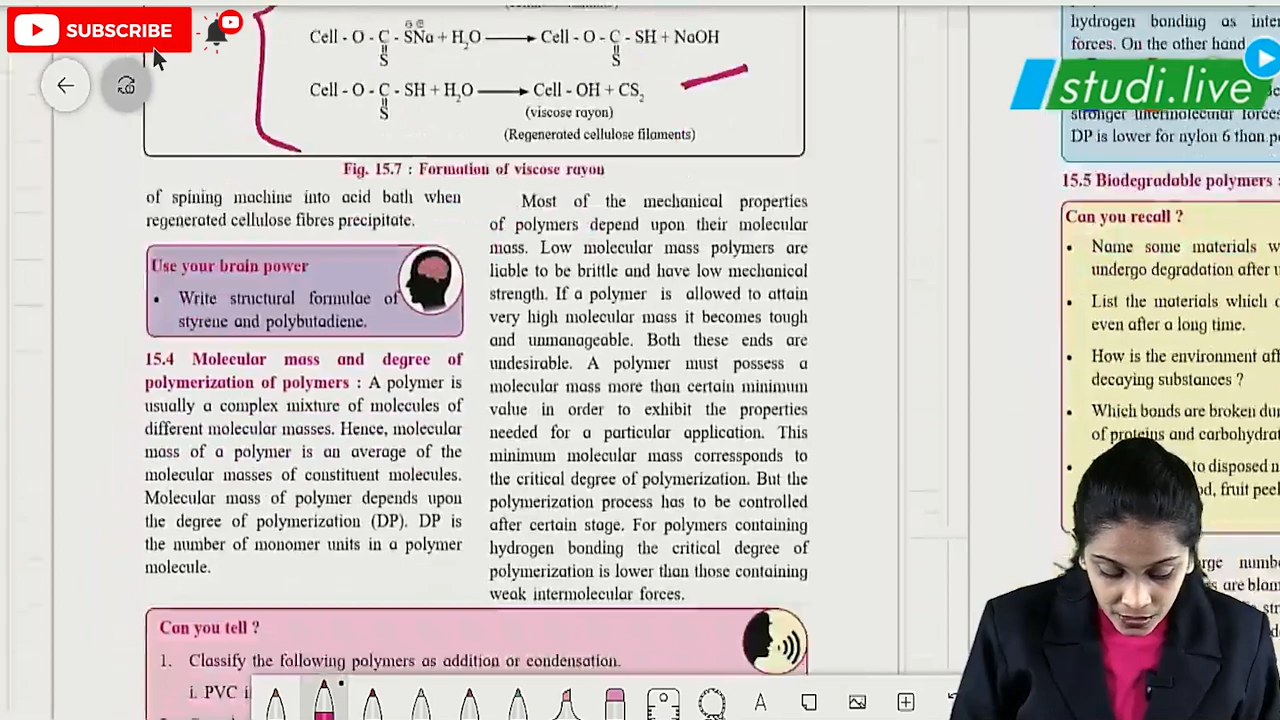 SUBSCRIBE
Cell - O - C - SNa + H2O ⟶ Cell - O - C - SH + NaOH
S S
Cell - O - C - SH + H2O ⟶ Cell - OH + CS2
S
(viscose rayon)
(Regenerated cellulose filaments)
Fig. 15.7 : Formation of viscose rayon
of spining machine into acid bath when
regenerated cellulose fibres precipitate.
Use your brain power
• Write structural formulae of
styrene and polybutadiene.
15.4 Molecular mass and degree of
polymerization of polymers : A polymer is
usually a complex mixture of molecules of
different molecular masses. Hence, molecular
mass of a polymer is an average of the
molecular masses of constituent molecules.
Molecular mass of polymer depends upon
the degree of polymerization (DP). DP is
the number of monomer units in a polymer
molecule.
Most of the mechanical properties
of polymers depend upon their molecular
mass. Low molecular mass polymers are
liable to be brittle and have low mechanical
strength. If a polymer is allowed to attain
very high molecular mass it becomes tough
and unmanageable. Both these ends are
undesirable. A polymer must possess a
molecular mass more than certain minimum
value in order to exhibit the properties
needed for a particular application. This
minimum molecular mass corressponds to
the critical degree of polymerization. But the
polymerization process has to be controlled
after certain stage. For polymers containing
hydrogen bonding the critical degree of
polymerization is lower than those containing
weak intermolecular forces.
Can you tell ?
1. Classify the following polymers as addition or condensation.
i. PVC
hydrogen bonding as
forces. On the other hand
studi.live
stronger intermolecular forces
DP is lower for nylon 6 than
15.5 Biodegradable polymers :
Can you recall ?
• Name some materials
undergo degradation after
• List the materials which
even after a long time.
• How is the environment
decaying substances ?
• Which bonds are broken
of proteins and
to disposed
fruit
are
A